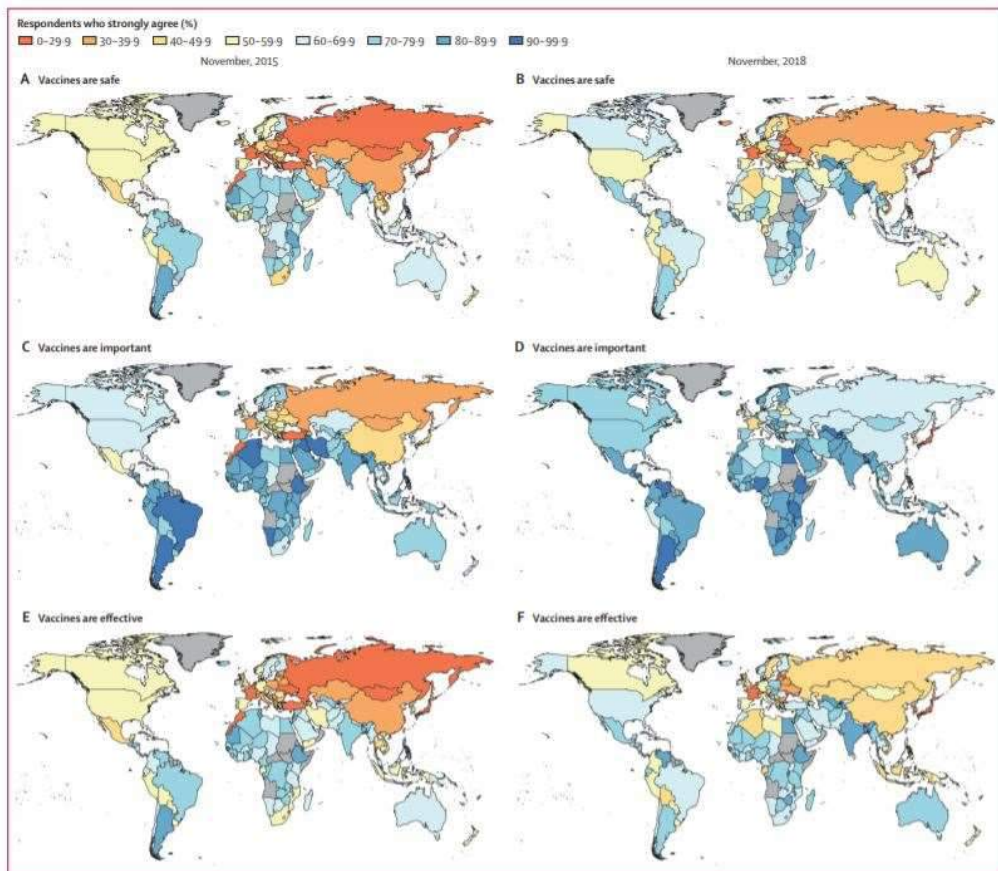 Respondents who strongly agree (%)
0–29·9 30–39·9 40–49·9 50–59·9 60–69·9 70–79·9 80–89·9 90–99·9
November, 2015 November, 2018
A Vaccines are safe B Vaccines are safe
C Vaccines are important D Vaccines are important
E Vaccines are effective F Vaccines are effective